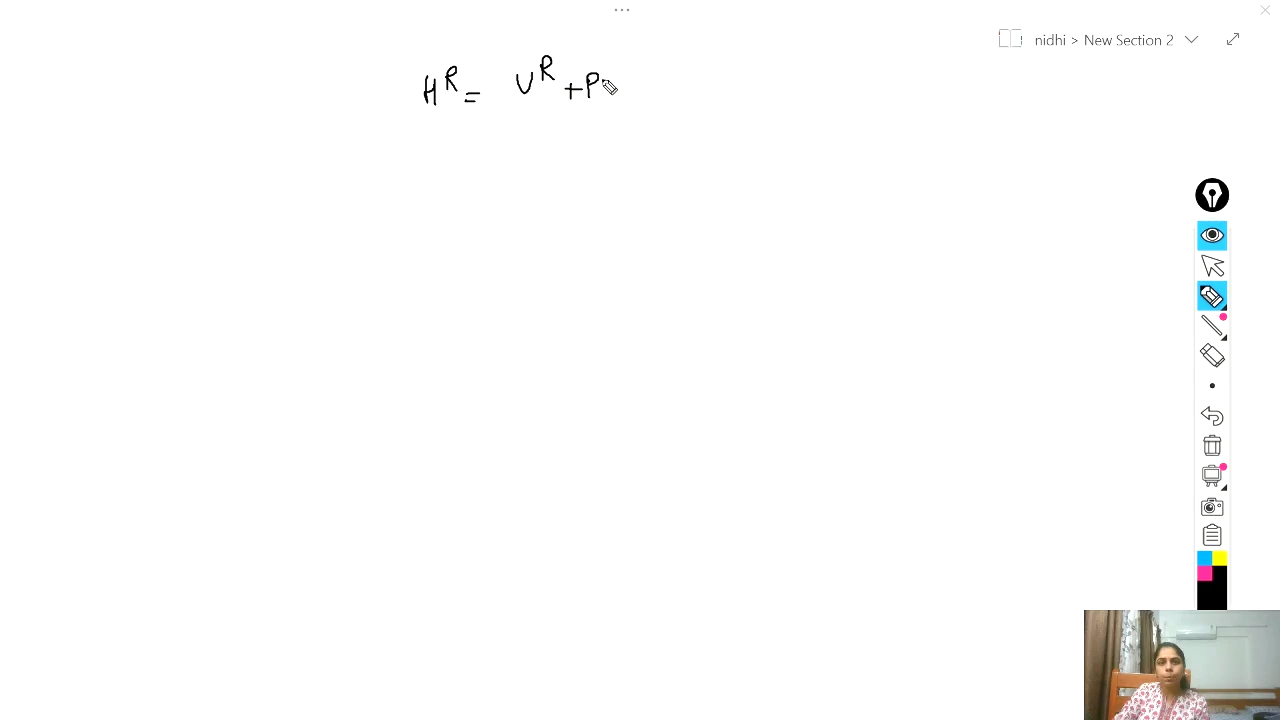 nidhi > New Section 2
H^R = U^R + P